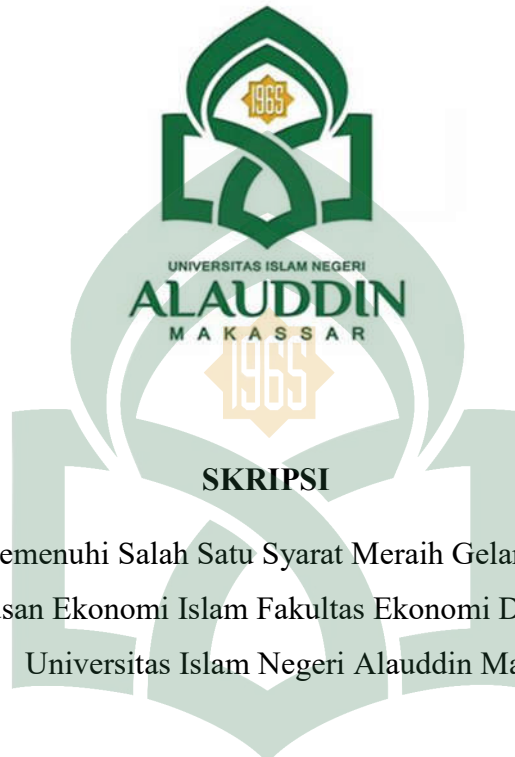 1965
UNIVERSITAS ISLAM NEGERI
ALAUDDIN
MAKASSAR
1965
SKRIPSI
emenuhi Salah Satu Syarat Meraih Gelar
san Ekonomi Islam Fakultas Ekonomi D
Universitas Islam Negeri Alauddin Ma